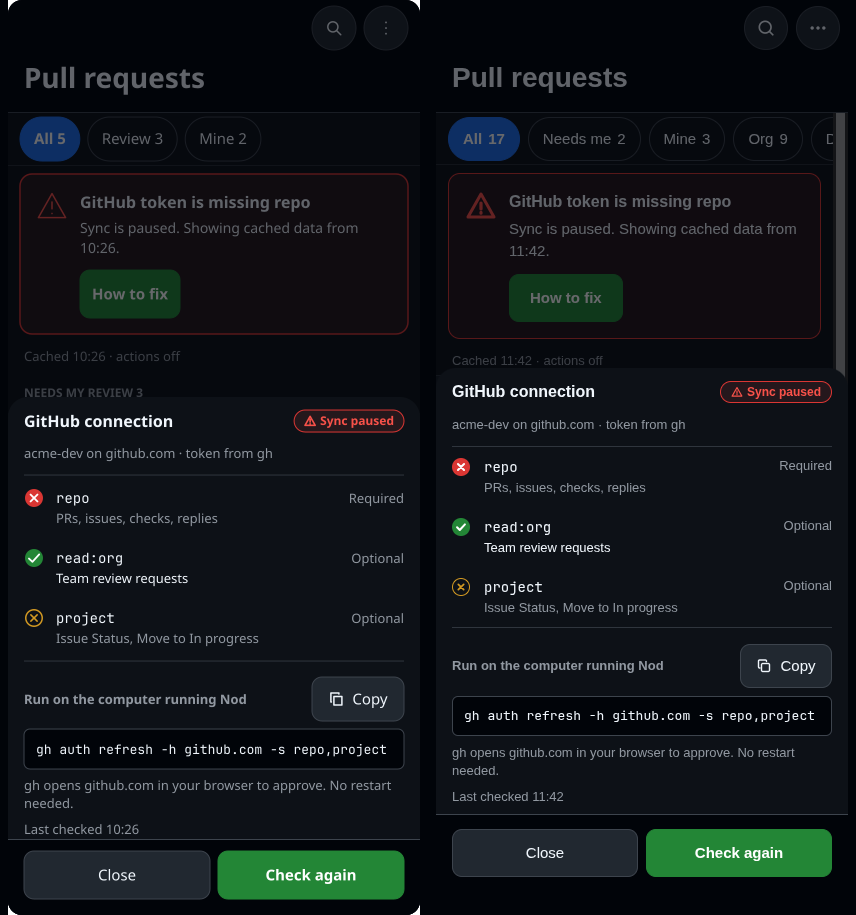 Pull requests
All 5
Review 3
Mine 2
GitHub token is missing repo
Sync is paused. Showing cached data from
10:26.
How to fix
Cached 10:26 · actions off
NEEDS MY REVIEW 3
GitHub connection
Sync paused
acme-dev on github.com · token from gh
repo
Required
PRs, issues, checks, replies
read:org
Optional
Team review requests
project
Optional
Issue Status, Move to In progress
Run on the computer running Nod
Copy
gh auth refresh -h github.com -s repo,project
gh opens github.com in your browser to approve. No restart
needed.
Last checked 10:26
Close
Check again
Pull requests
All 17
Needs me 2
Mine 3
Org 9
GitHub token is missing repo
Sync is paused. Showing cached data from
11:42.
How to fix
Cached 11:42 · actions off
GitHub connection
Sync paused
acme-dev on github.com · token from gh
repo
Required
PRs, issues, checks, replies
read:org
Optional
Team review requests
project
Optional
Issue Status, Move to In progress
Run on the computer running Nod
Copy
gh auth refresh -h github.com -s repo,project
gh opens github.com in your browser to approve. No restart
needed.
Last checked 11:42
Close
Check again